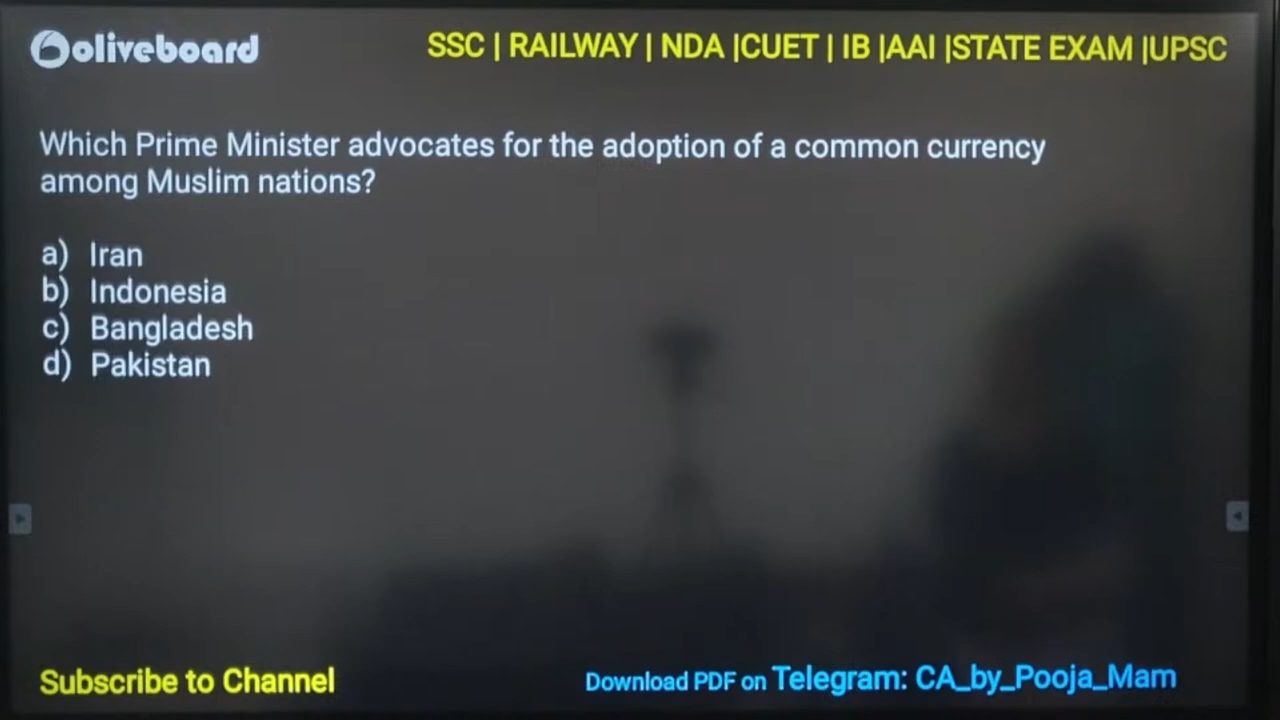 oliveboard
SSC | RAILWAY | NDA |CUET | IB |AAI |STATE EXAM |UPSC
Which Prime Minister advocates for the adoption of a common currency
among Muslim nations?
a) Iran
b) Indonesia
c) Bangladesh
d) Pakistan
Subscribe to Channel
Download PDF on Telegram: CA_by_Pooja_Mam